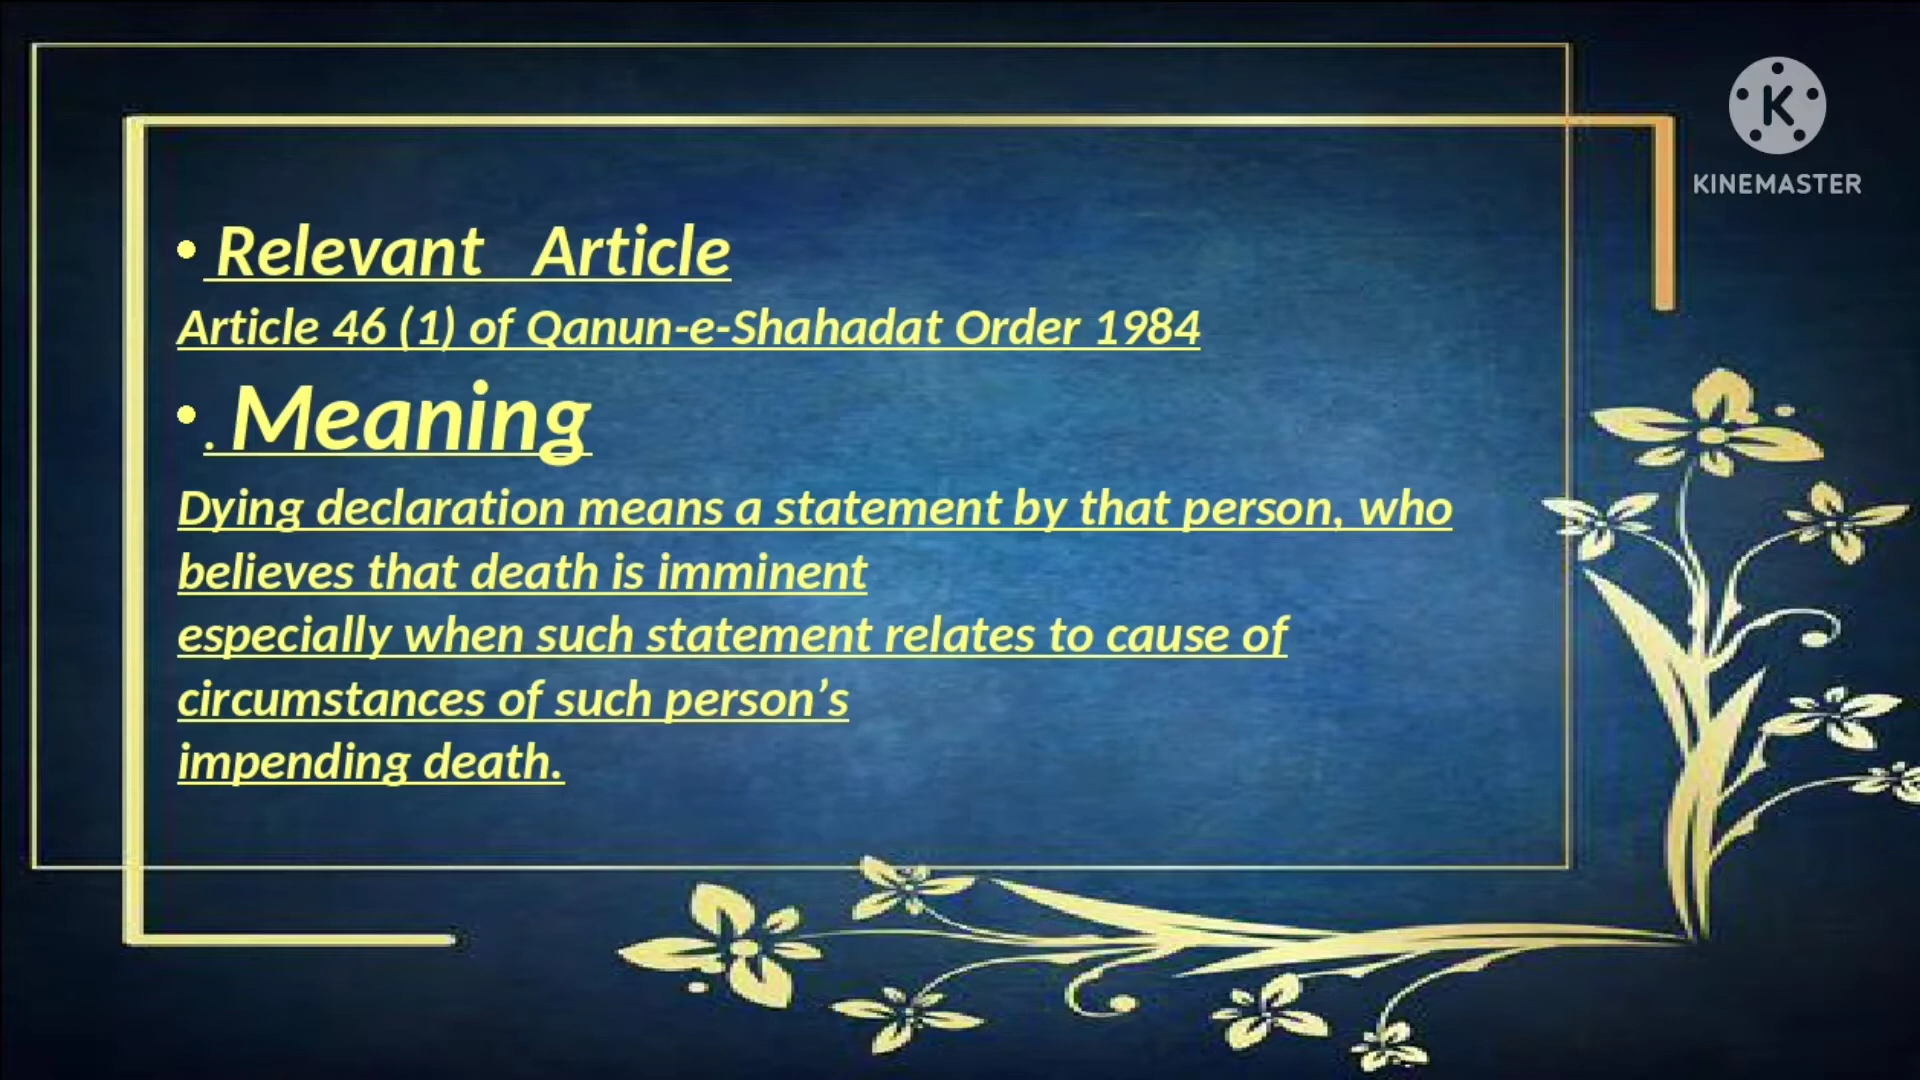 • Relevant Article
Article 46 (1) of Qanun-e-Shahadat Order 1984
• . Meaning
Dying declaration means a statement by that person, who
believes that death is imminent
especially when such statement relates to cause of
circumstances of such person’s
impending death.
K
KINEMASTER